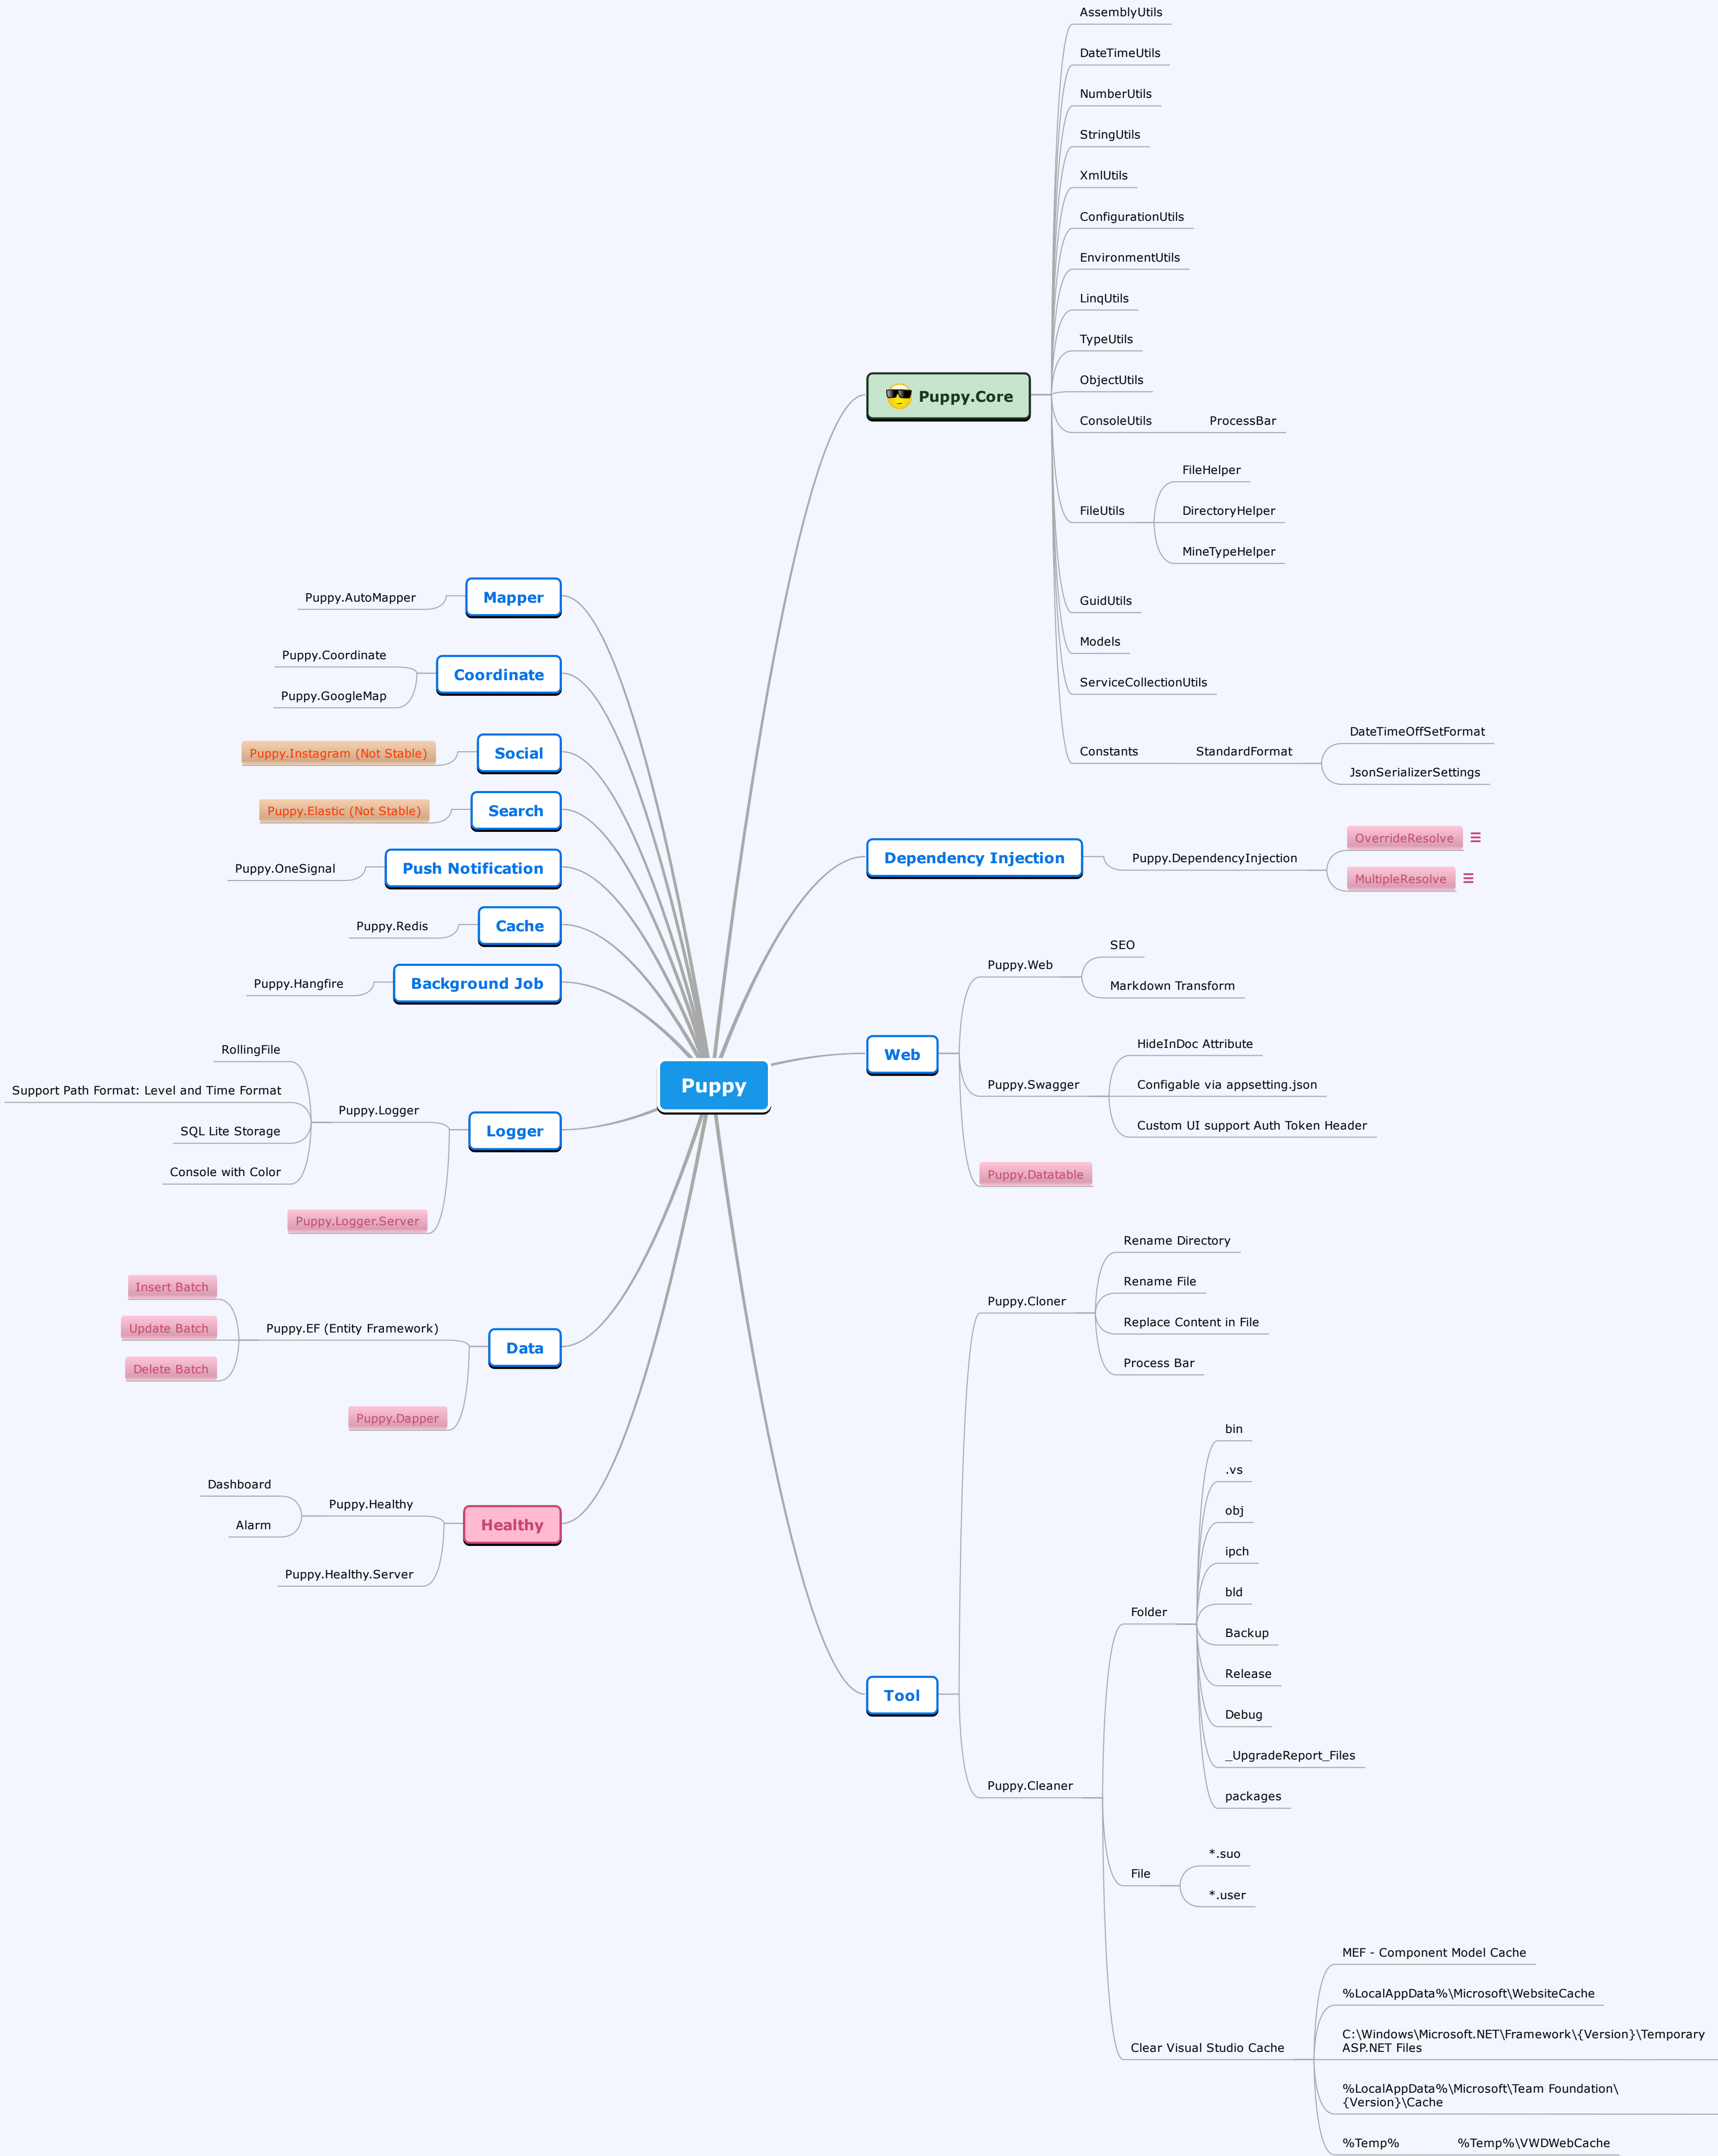 Puppy
Puppy.Core
AssemblyUtils
DateTimeUtils
NumberUtils
StringUtils
XmlUtils
ConfigurationUtils
EnvironmentUtils
LinqUtils
TypeUtils
ObjectUtils
ConsoleUtils
ProcessBar
FileUtils
FileHelper
DirectoryHelper
MineTypeHelper
GuidUtils
Models
ServiceCollectionUtils
Constants
StandardFormat
DateTimeOffSetFormat
JsonSerializerSettings
Dependency Injection
Puppy.DependencyInjection
OverrideResolve
MultipleResolve
Web
Puppy.Web
SEO
Markdown Transform
Puppy.Swagger
HideInDoc Attribute
Configable via appsetting.json
Custom UI support Auth Token Header
Puppy.Datatable
Tool
Puppy.Cloner
Rename Directory
Rename File
Replace Content in File
Process Bar
Puppy.Cleaner
Folder
bin
.vs
obj
ipch
bld
Backup
Release
Debug
_UpgradeReport_Files
packages
File
*.suo
*.user
Clear Visual Studio Cache
MEF - Component Model Cache
%LocalAppData%\Microsoft\WebsiteCache
C:\Windows\Microsoft.NET\Framework\{Version}\Temporary
ASP.NET Files
%LocalAppData%\Microsoft\Team Foundation\
{Version}\Cache
%Temp%
%Temp%\VWDWebCache
Mapper
Puppy.AutoMapper
Coordinate
Puppy.Coordinate
Puppy.GoogleMap
Social
Puppy.Instagram (Not Stable)
Search
Puppy.Elastic (Not Stable)
Push Notification
Puppy.OneSignal
Cache
Puppy.Redis
Background Job
Puppy.Hangfire
Logger
Puppy.Logger
RollingFile
Support Path Format: Level and Time Format
SQL Lite Storage
Console with Color
Puppy.Logger.Server
Data
Puppy.EF (Entity Framework)
Insert Batch
Update Batch
Delete Batch
Puppy.Dapper
Healthy
Puppy.Healthy
Dashboard
Alarm
Puppy.Healthy.Server